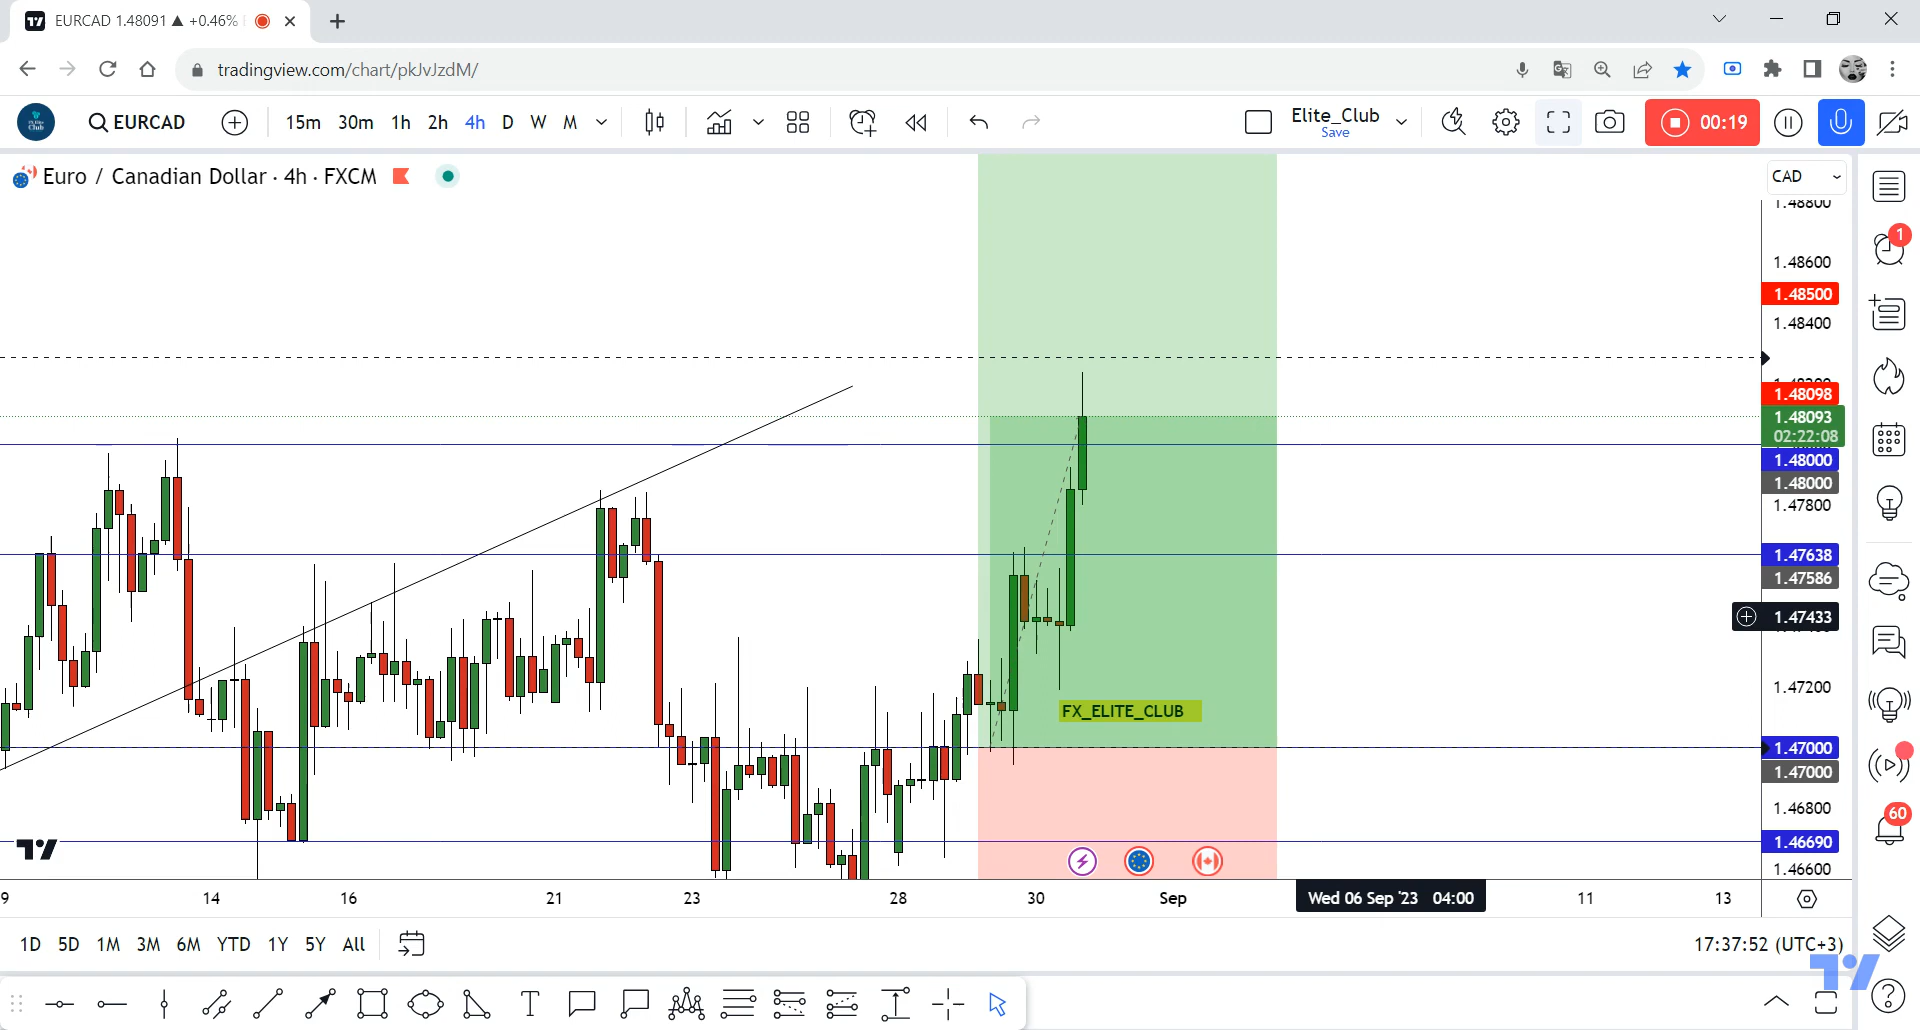 EURCAD 1.48091 ▲ +0.46%
tradingview.com/chart/pkJvJzdM/
EURCAD 15m 30m 1h 2h 4h D W M Elite_Club 00:19
Save
Euro / Canadian Dollar · 4h · FXCM
CAD
1.48800
1
1.48600
1.48500
1.48400
1.48098
1.48093
02:22:08
1.48000
1.48000
1.47800
1.47638
1.47586
1.47433
1.47200
FX_ELITE_CLUB
1.47000
1.47000
1.46800
60
1.46690
1.46600
9 14 16 21 23 28 30 Sep Wed 06 Sep '23 04:00 11 13
1D 5D 1M 3M 6M YTD 1Y 5Y All 17:37:52 (UTC+3)